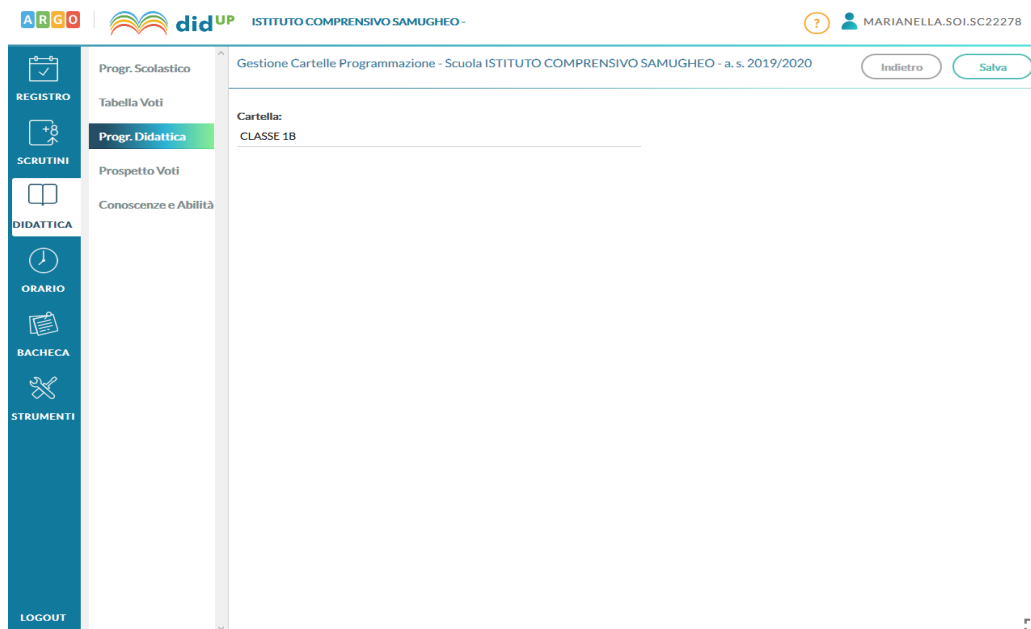 ARGO didUP ISTITUTO COMPRENSIVO SAMUGHEO - ? MARIANELLA.SOI.SC22278
Gestione Cartelle Programmazione - Scuola ISTITUTO COMPRENSIVO SAMUGHEO - a. s. 2019/2020
Indietro
Salva
REGISTRO
+8
SCRUTINI
DIDATTICA
ORARIO
BACHECA
STRUMENTI
LOGOUT
Progr. Scolastico
Tabella Voti
Progr. Didattica
Prospetto Voti
Conoscenze e Abilità
Cartella:
CLASSE 1B